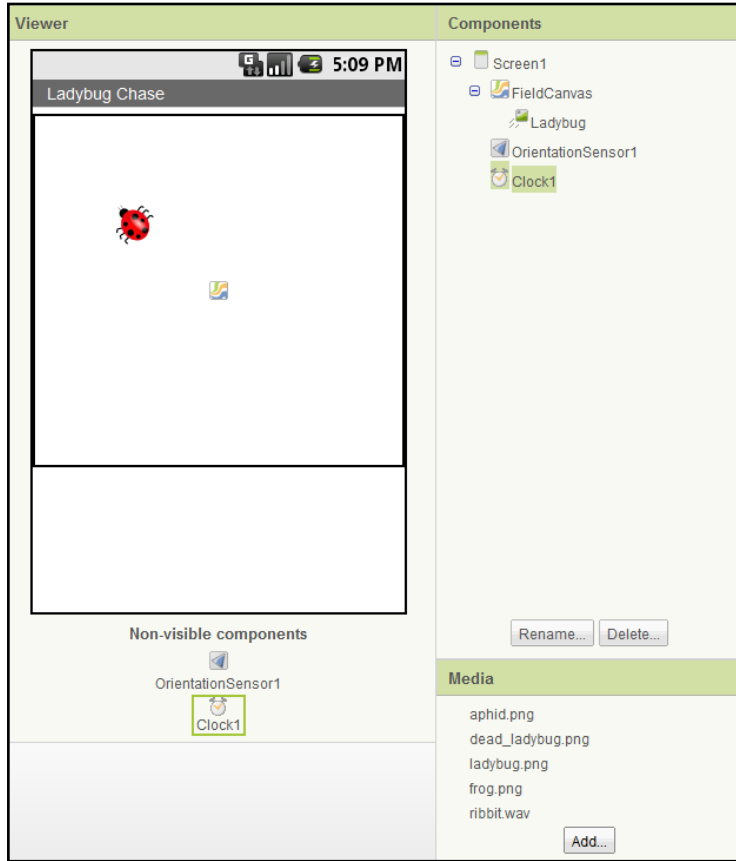 Viewer
5:09 PM
Ladybug Chase
Non-visible components
OrientationSensor1
Clock1
Components
Screen1
FieldCanvas
Ladybug
OrientationSensor1
Clock1
Rename... Delete...
Media
aphid.png
dead_ladybug.png
ladybug.png
frog.png
ribbit.wav
Add...